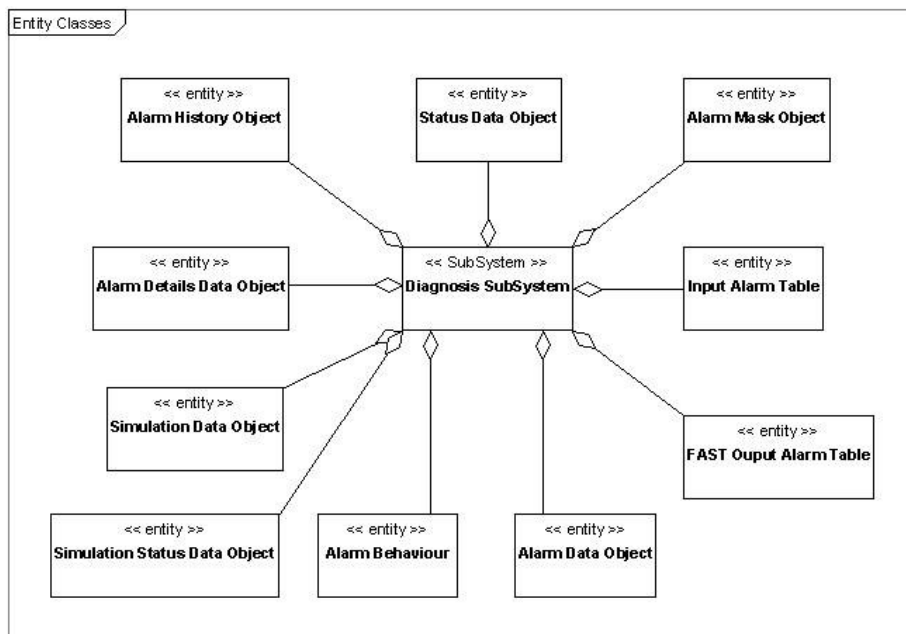 Entity Classes
<< entity >>
Alarm History Object
<< entity >>
Status Data Object
<< entity >>
Alarm Mask Object
<< entity >>
Alarm Details Data Object
<< SubSystem >>
Diagnosis SubSystem
<< entity >>
Input Alarm Table
<< entity >>
Simulation Data Object
<< entity >>
FAST Ouput Alarm Table
<< entity >>
Simulation Status Data Object
<< entity >>
Alarm Behaviour
<< entity >>
Alarm Data Object